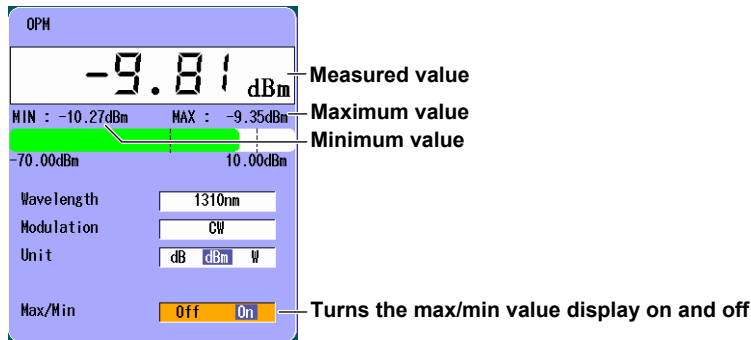 OPM
-9.81 dBm
Measured value
MIN : -10.27dBm MAX : -9.35dBm
Maximum value
Minimum value
-70.00dBm 10.00dBm
Wavelength 1310nm
Modulation CW
Unit dB dBm W
Max/Min Off On
Turns the max/min value display on and off